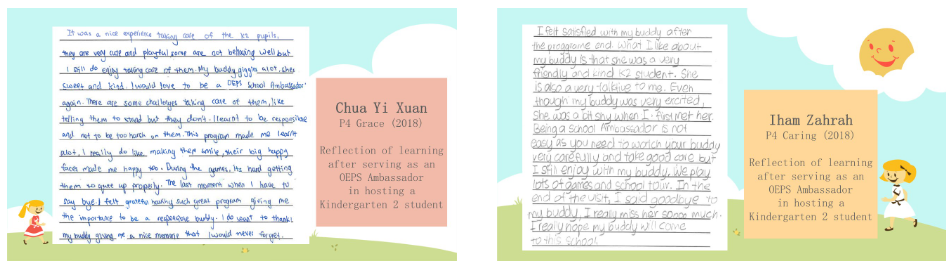 It was a nice experience taking care of the K2 pupils.
they are very cute and playful some are not behaving well but
I still do enjoy taking care of them. My buddy giggles alot, shes
sweet and kind. I would love to be a OEPS School Ambassador
again. There are some challenges taking care of them, like
telling them to stand but they don't. I learnt to be responsible
and not to be too harsh on them. This program made me learnt
alot, I really do like making them smile, their big happy
faces made me happy too. During the games, its hard getting
them to queue up properly. The last moment when I have to
say bye I felt grateful having such great program giving me
the importance to be a responsible buddy. I do want to thanks
my buddy giving me a nice memory that I would never forget.
Chua Yi Xuan
P4 Grace (2018)
Reflection of learning
after serving as an
OEPS Ambassador
in hosting a
Kindergarten 2 student
I felt satisfied with my buddy after
the programme and what I like about
my buddy is that she was a very
friendly and kind K2 student. She
is also a very talkative to me. Even
though my buddy was very excited,
She was a bit shy when I first met her.
Being a school Ambassador is not
easy as you need to watch your buddy
very carefully and take good care but
I still enjoy with my buddy. We play
lots of games and school tour. In the
end of the visit, I said goodbye to
my buddy. I really miss her sooo much.
I really hope my buddy will come
to this school.
Iham Zahrah
P4 Caring (2018)
Reflection of learning
after serving as an
OEPS Ambassador
in hosting a
Kindergarten 2 student